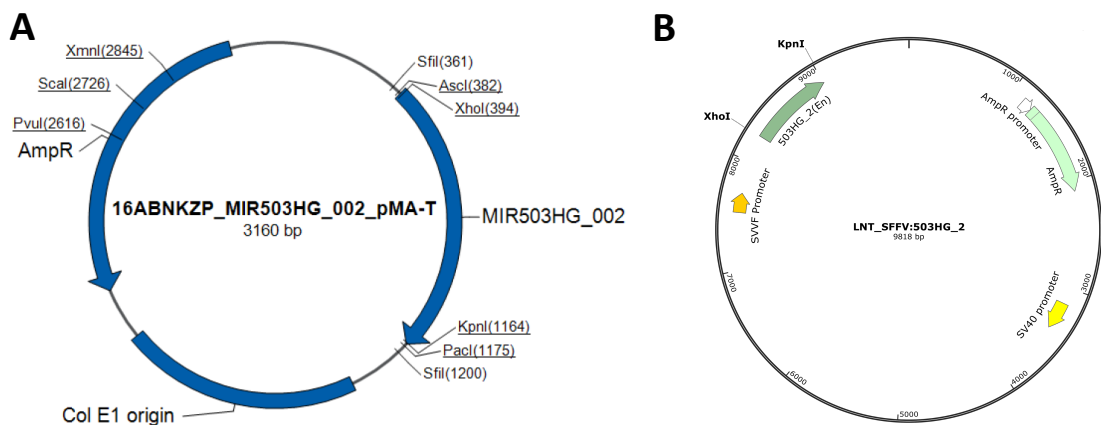 A
XmnI(2845)
ScaI(2726)
PvuI(2616)
AmpR
SfiI(361)
AscI(382)
XhoI(394)
16ABNKZP_MIR503HG_002_pMA-T
3160 bp
MIR503HG_002
KpnI(1164)
PacI(1175)
SfiI(1200)
Col E1 origin
B
KpnI
XhoI
9000
503HG_2(En)
8000
SVVF Promoter
7000
6000
5000
4000
3000
SV40 promoter
2000
AmpR
AmpR promoter
1000
LNT_SFFV:503HG_2
9818 bp